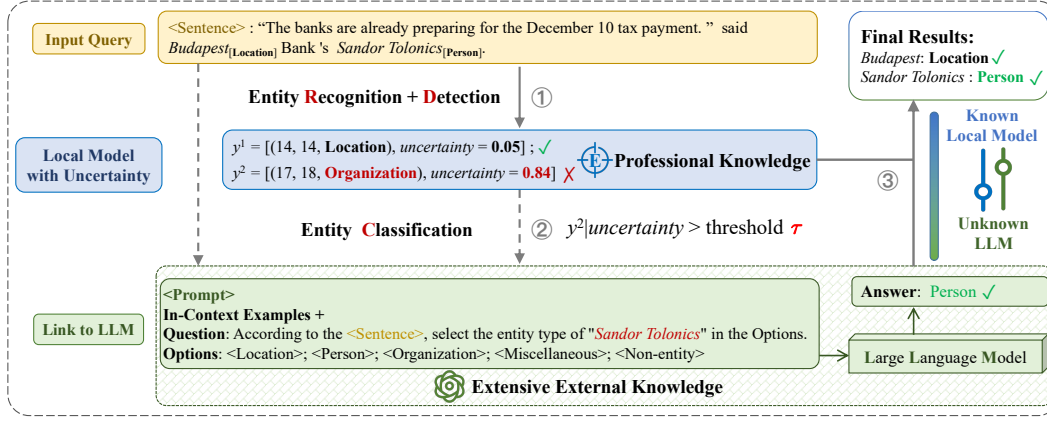 Input Query
<Sentence> : “The banks are already preparing for the December 10 tax payment. ” said
Budapest[Location] Bank 's Sandor Tolonics[Person].
Final Results:
Budapest: Location ✓
Sandor Tolonics : Person ✓
Entity Recognition + Detection
①
Local Model
with Uncertainty
y¹ = [(14, 14, Location), uncertainty = 0.05] ; ✓
y² = [(17, 18, Organization), uncertainty = 0.84] ✗
E
Professional Knowledge
③
Known
Local Model
Unknown
LLM
Entity Classification
②
y²|uncertainty > threshold τ
Link to LLM
<Prompt>
In-Context Examples +
Question: According to the <Sentence>, select the entity type of "Sandor Tolonics" in the Options.
Options: <Location>; <Person>; <Organization>; <Miscellaneous>; <Non-entity>
Extensive External Knowledge
Answer: Person ✓
Large Language Model